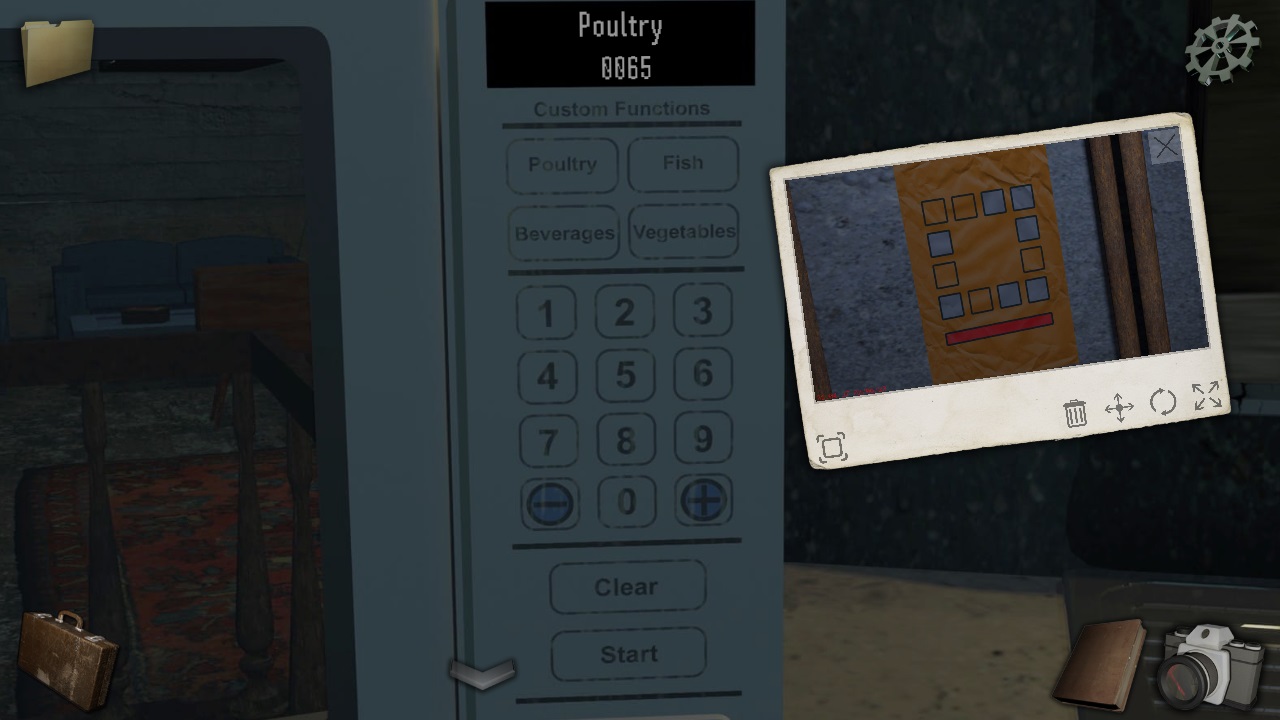 Poultry
0065
Custom Functions
Poultry Fish
Beverages Vegetables
1 2 3
4 5 6
7 8 9
- 0 +
Clear
Start